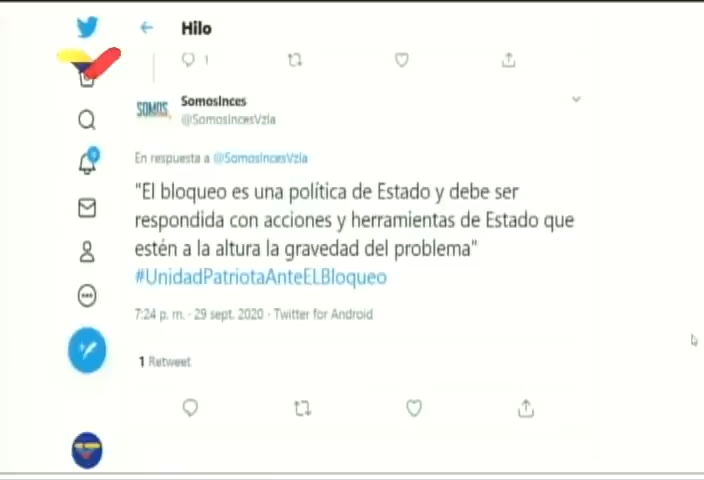 Hilo
1
SOMOS
SomosInces
@SomosIncesVzla
En respuesta a @SomosIncesVzla
"El bloqueo es una política de Estado y debe ser
respondida con acciones y herramientas de Estado que
estén a la altura la gravedad del problema"
#UnidadPatriotaAnteELBloqueo
7:24 p. m. · 29 sept. 2020 · Twitter for Android
1 Retweet